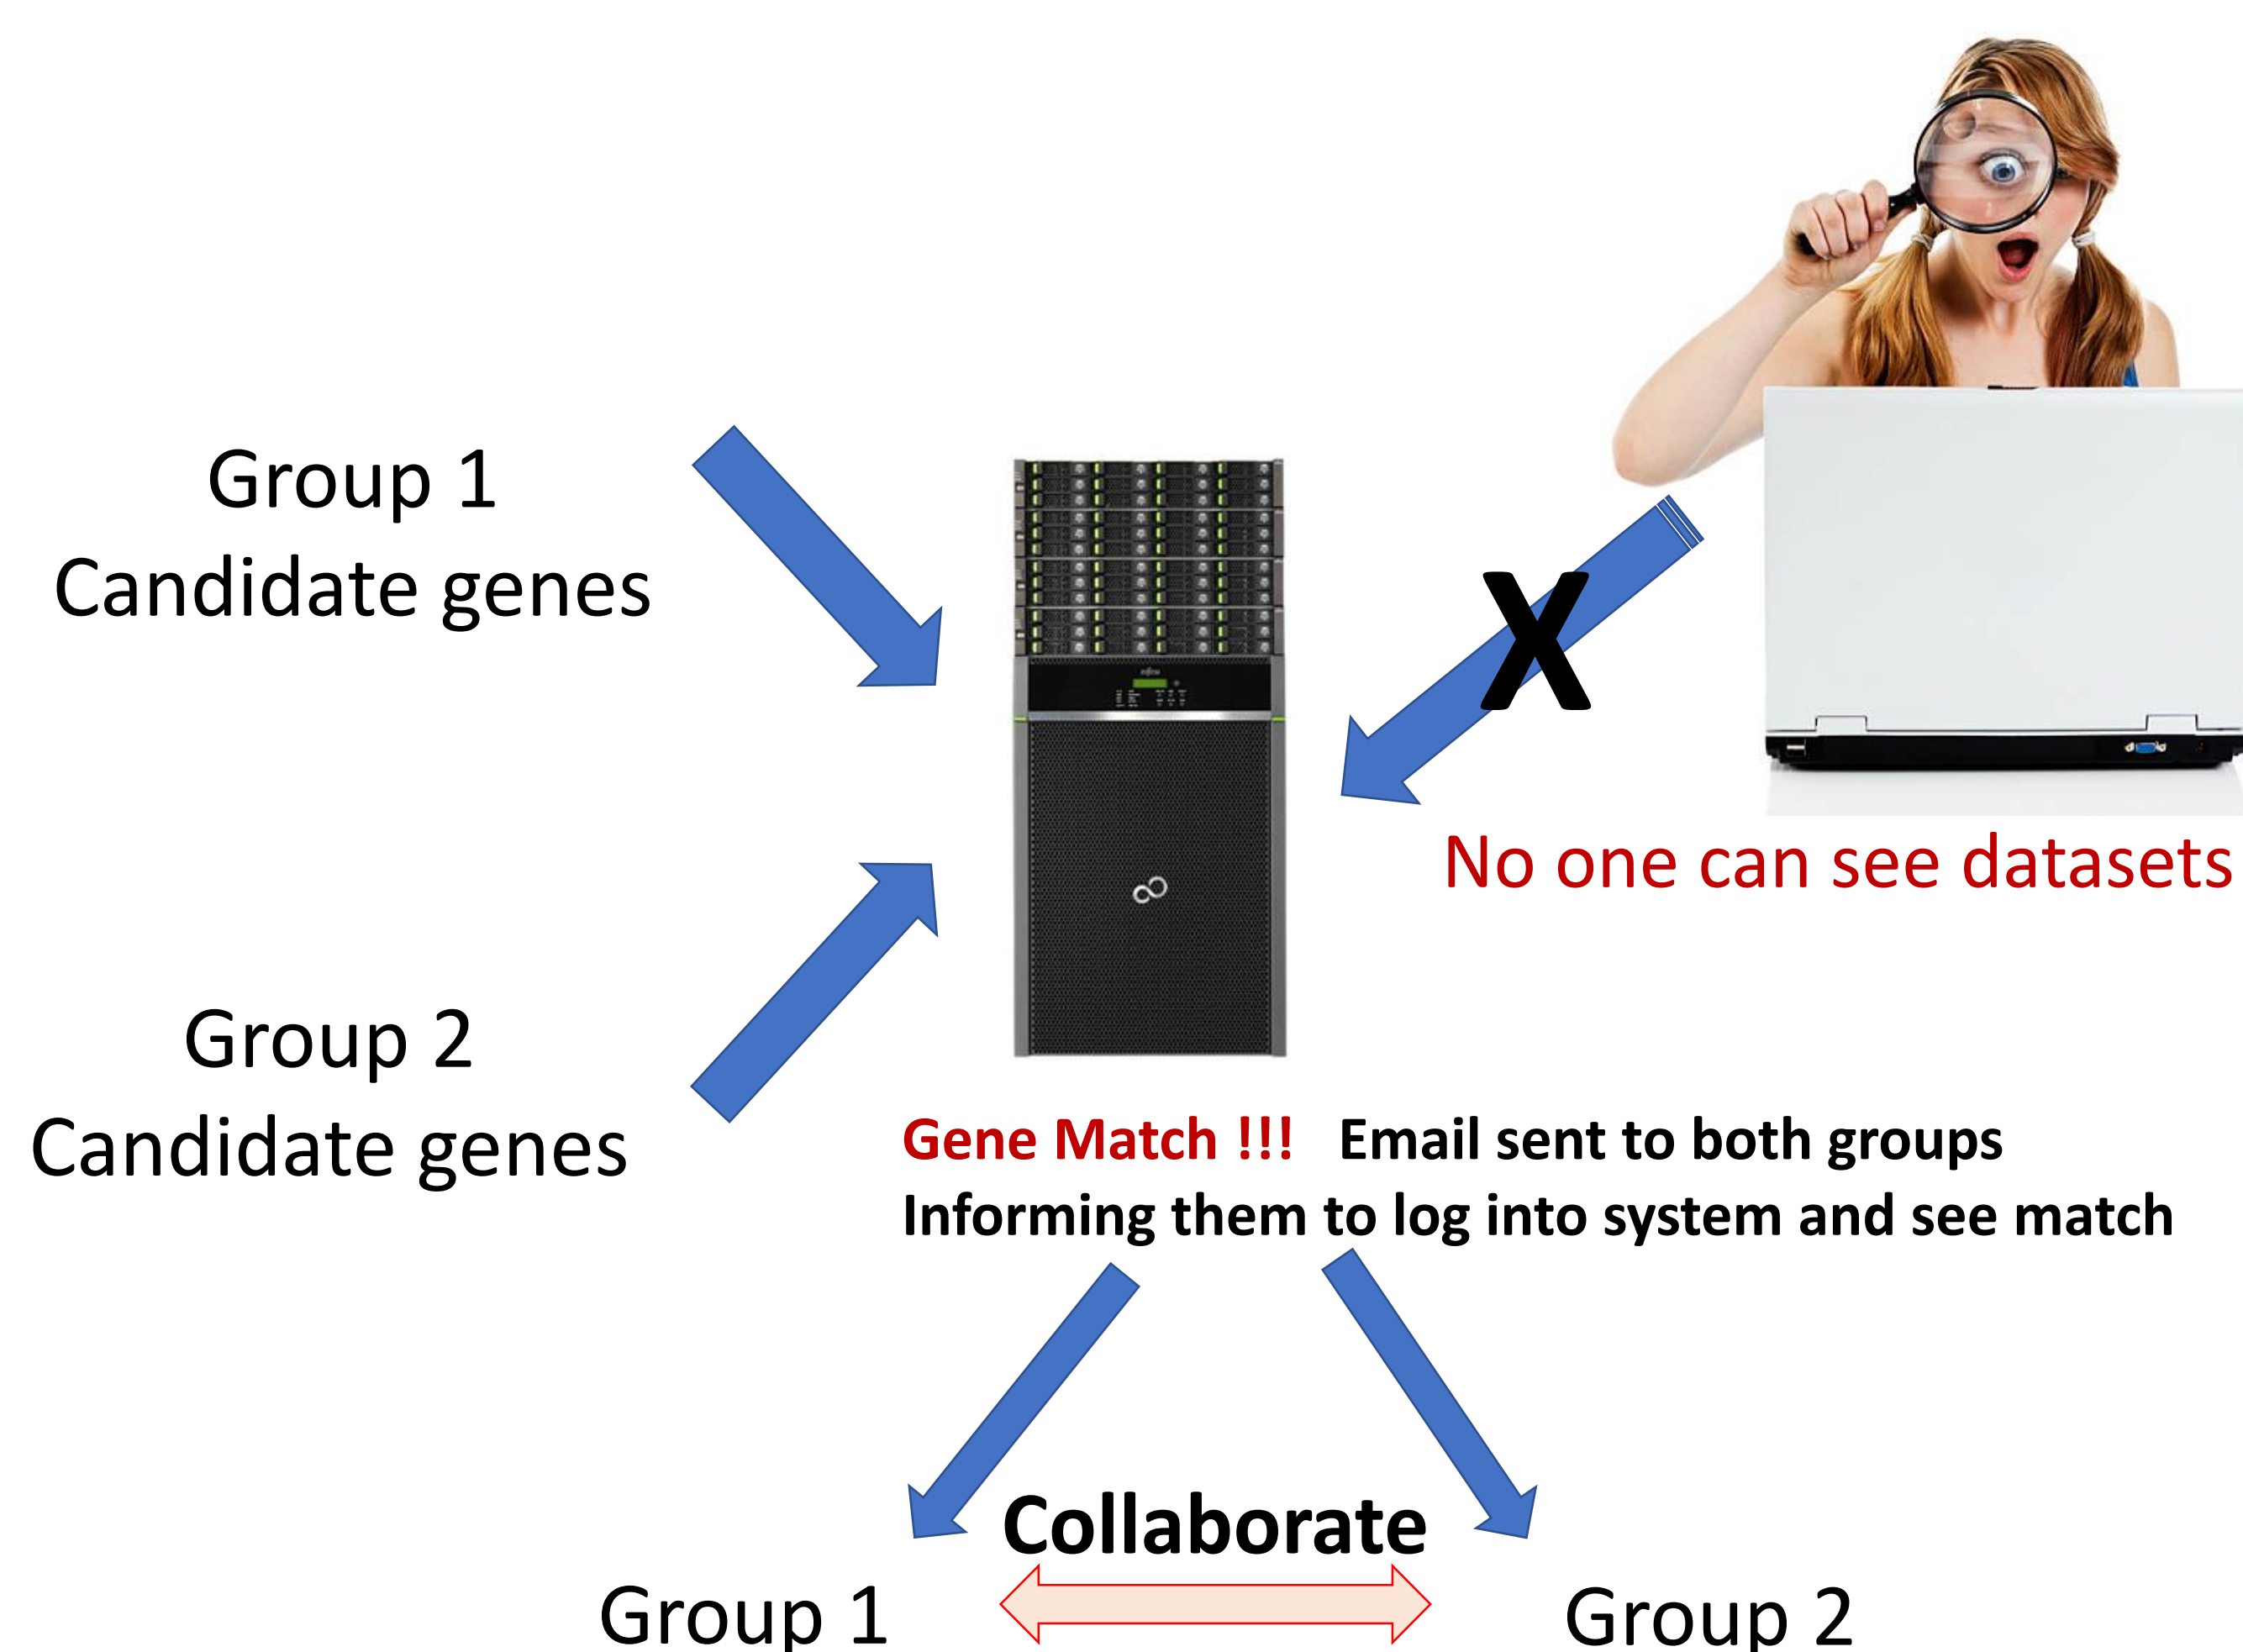 Group 1
Candidate genes
X
No one can see datasets
Group 2
Candidate genes
Gene Match !!! Email sent to both groups
Informing them to log into system and see match
Collaborate
Group 1
Group 2